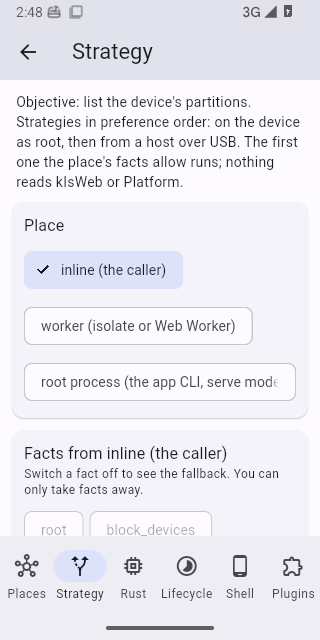 2:48
3G
Strategy
Objective: list the device's partitions.
Strategies in preference order: on the device
as root, then from a host over USB. The first
one the place's facts allow runs; nothing
reads kIsWeb or Platform.
Place
inline (the caller)
worker (isolate or Web Worker)
root process (the app CLI, serve mode
Facts from inline (the caller)
Switch a fact off to see the fallback. You can
only take facts away.
root
block_devices
Places
Strategy
Rust
Lifecycle
Shell
Plugins